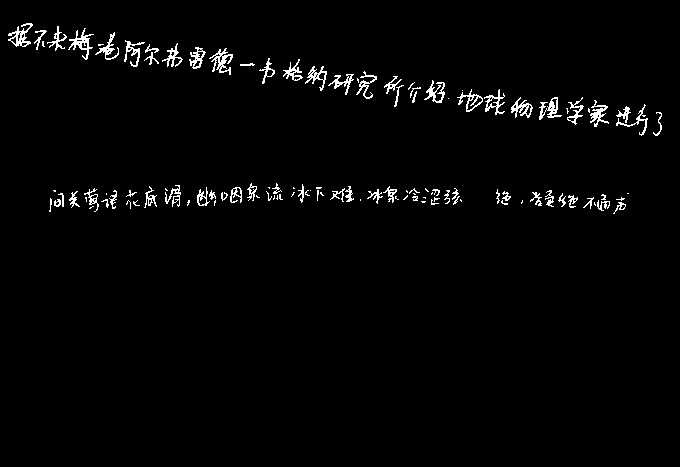 据不来梅港阿尔弗雷德一韦格纳研究所介绍.地球物理学家进行了
间关莺语花底滑,幽咽泉流冰下难.冰泉冷涩弦 绝,凝绝不通声